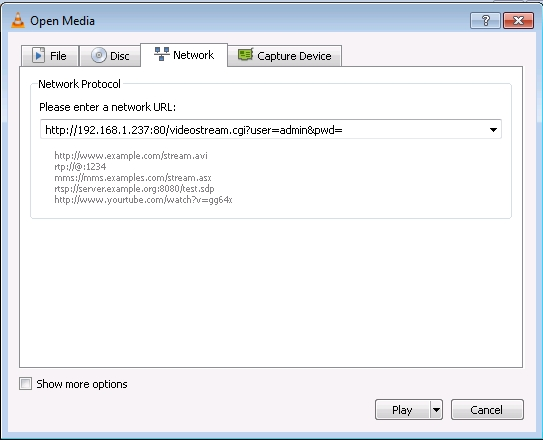 Open Media
File
Disc
Network
Capture Device
Network Protocol
Please enter a network URL:
http://192.168.1.237:80/videostream.cgi?user=admin&pwd=
http://www.example.com/stream.avi
rtp://@:1234
mms://mms.examples.com/stream.asx
rtsp://server.example.org:8080/test.sdp
http://www.yourtube.com/watch?v=gg64x
Show more options
Play
Cancel